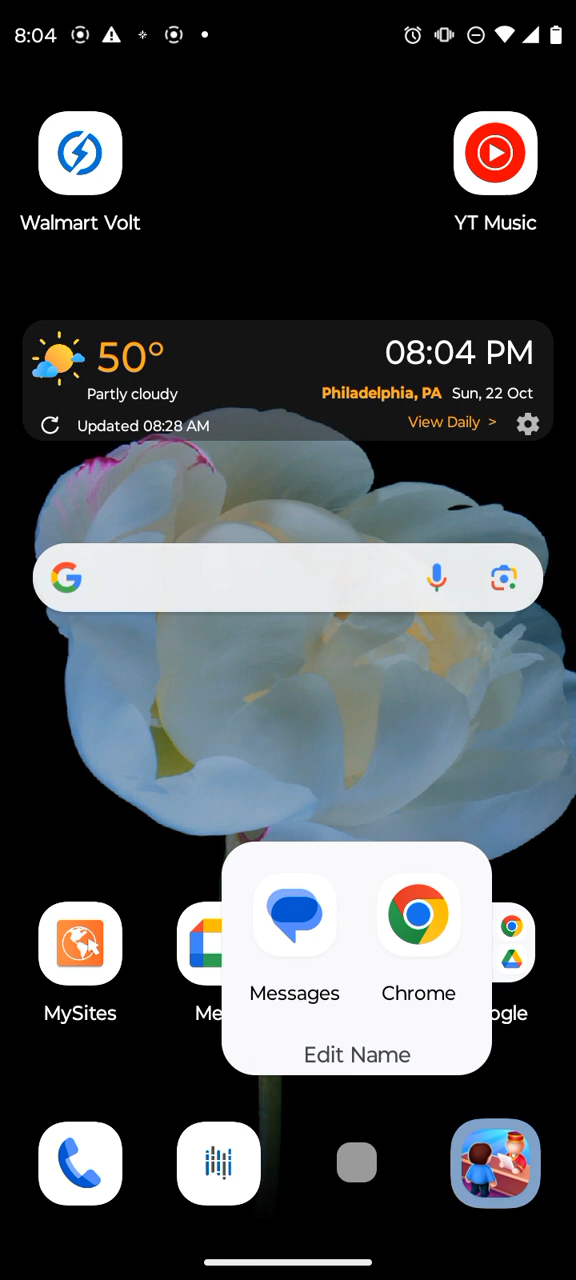 8:04
Walmart Volt
YT Music
50°
08:04 PM
Partly cloudy
Philadelphia, PA Sun, 22 Oct
Updated 08:28 AM
View Daily >
Messages
Chrome
MySites
Me
ogle
Edit Name